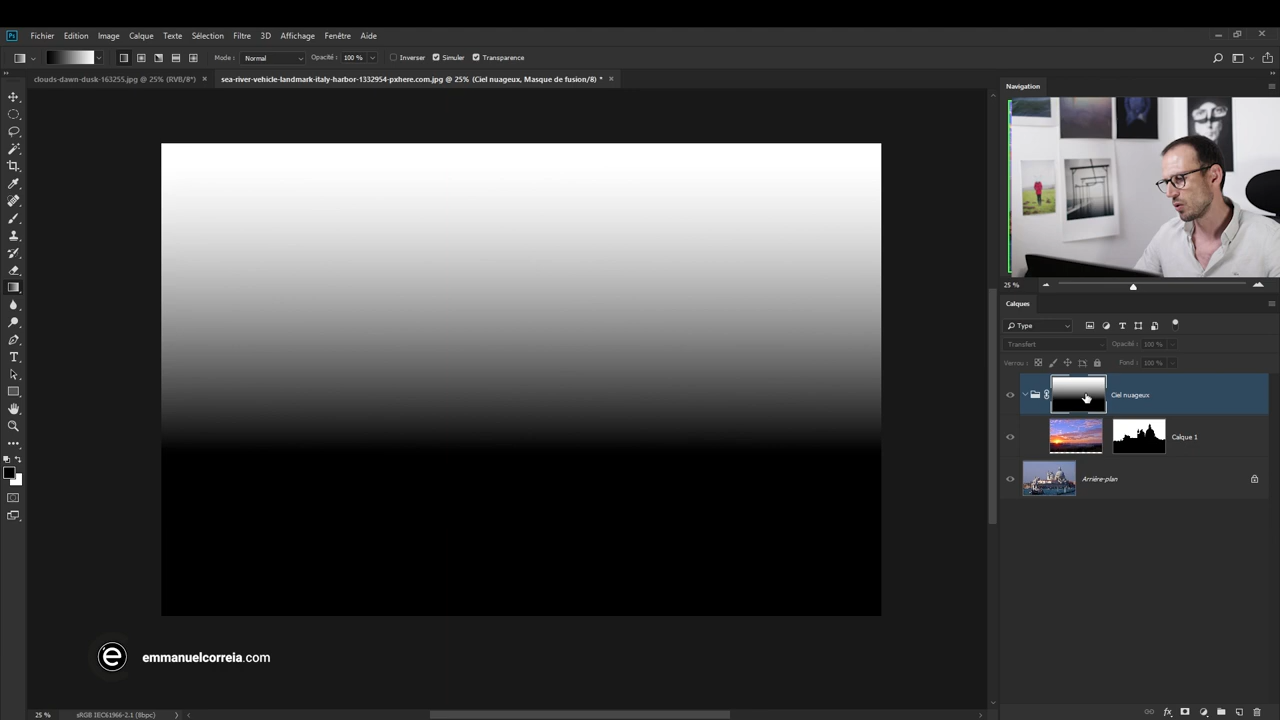 Ps Fichier Edition Image Calque Texte Sélection Filtre 3D Affichage Fenêtre Aide
Mode : Normal Opacité : 100 % Inverser Simuler Transparence
clouds-dawn-dusk-163255.jpg @ 25% (RVB/8*) × sea-river-vehicle-landmark-italy-harbor-1332954-pxhere.com.jpg @ 25% (Ciel nuageux, Masque de fusion/8) * ×
Navigation
25 %
Calques
Type
Transfert Opacité : 100 %
Verrou : Fond : 100 %
Ciel nuageux
Calque 1
Arrière-plan
e emmanuelcorreia.com
25 % sRGB IEC61966-2.1 (8bpc)